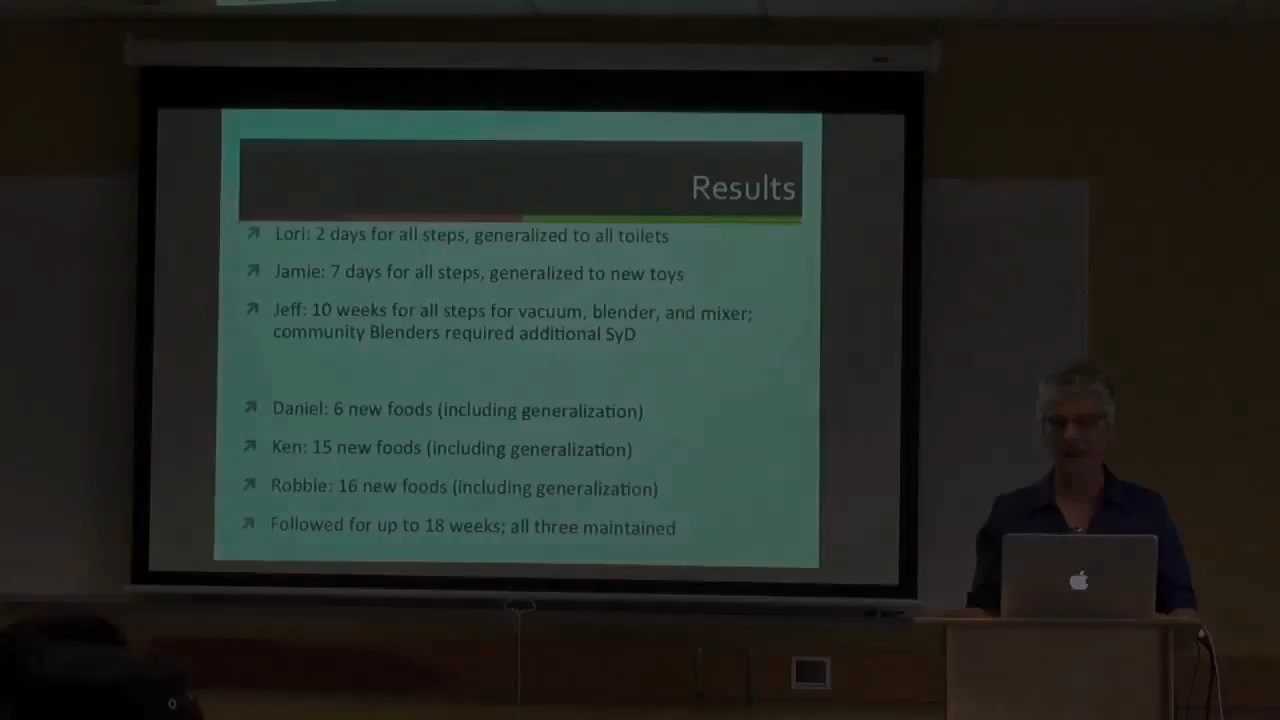 Results
Lori: 2 days for all steps, generalized to all toilets
Jamie: 7 days for all steps, generalized to new toys
Jeff: 10 weeks for all steps for vacuum, blender, and mixer;
community Blenders required additional SyD
Daniel: 6 new foods (including generalization)
Ken: 15 new foods (including generalization)
Robbie: 16 new foods (including generalization)
Followed for up to 18 weeks; all three maintained